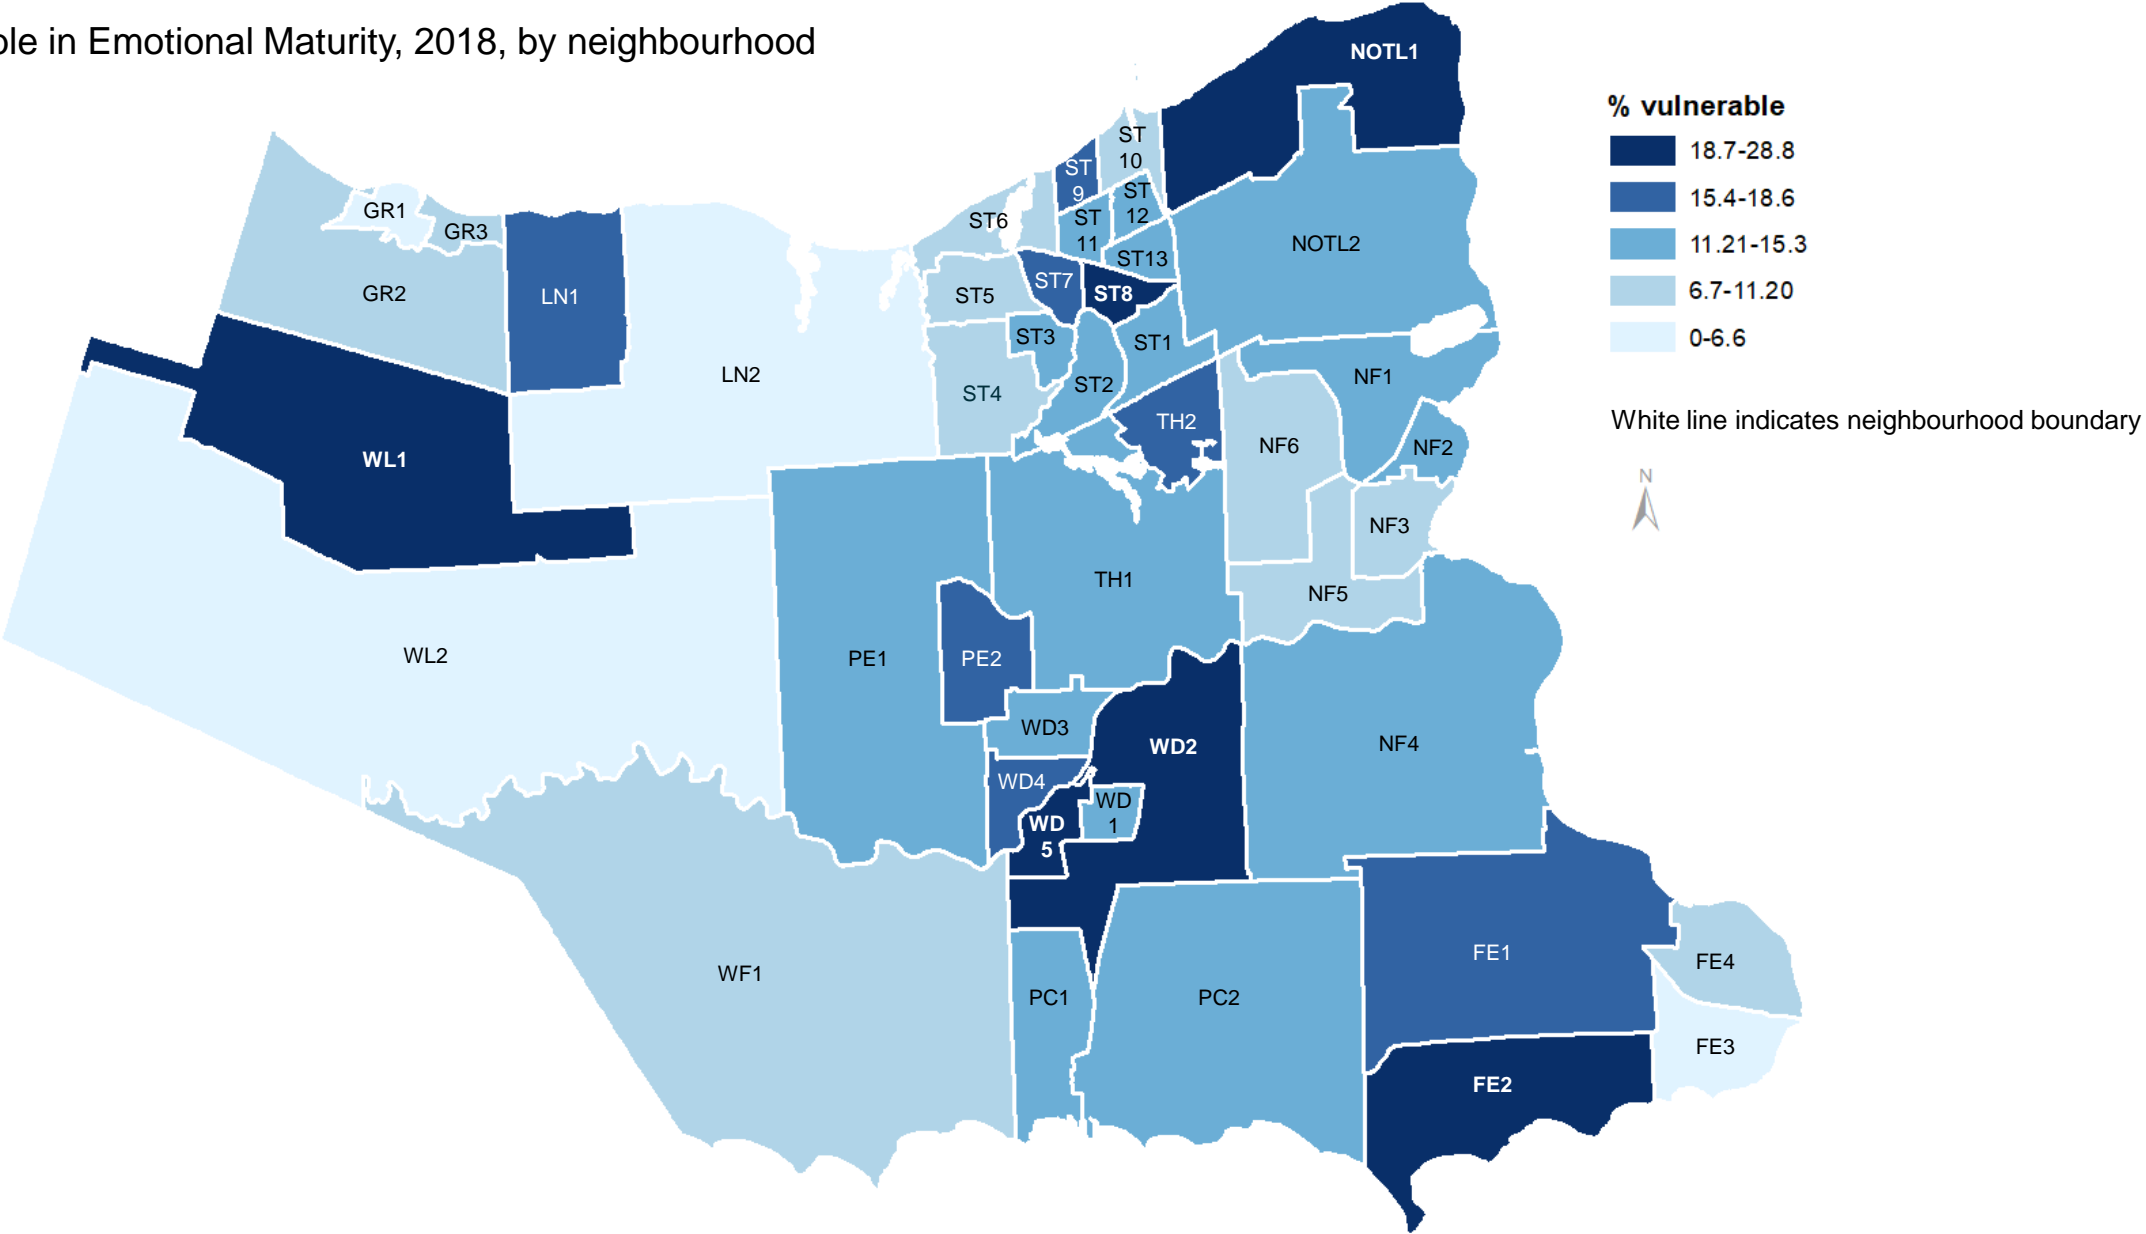 in Emotional Maturity, 2018, by neighbourhood
NOTL1
% vulnerable
18.7-28.8
15.4-18.6
11.21-15.3
6.7-11.20
0-6.6
White line indicates neighbourhood boundary
N
ST
10
ST
9
ST
12
ST
11
ST6
ST13
NOTL2
GR1
GR3
GR2
LN1
ST7
ST8
ST5
ST3
ST1
LN2
ST4
ST2
NF1
TH2
NF6
NF2
WL1
NF3
TH1
NF5
WL2
PE1
PE2
WD3
WD2
NF4
WD4
WD
1
WD
5
WF1
PC1
PC2
FE1
FE4
FE3
FE2